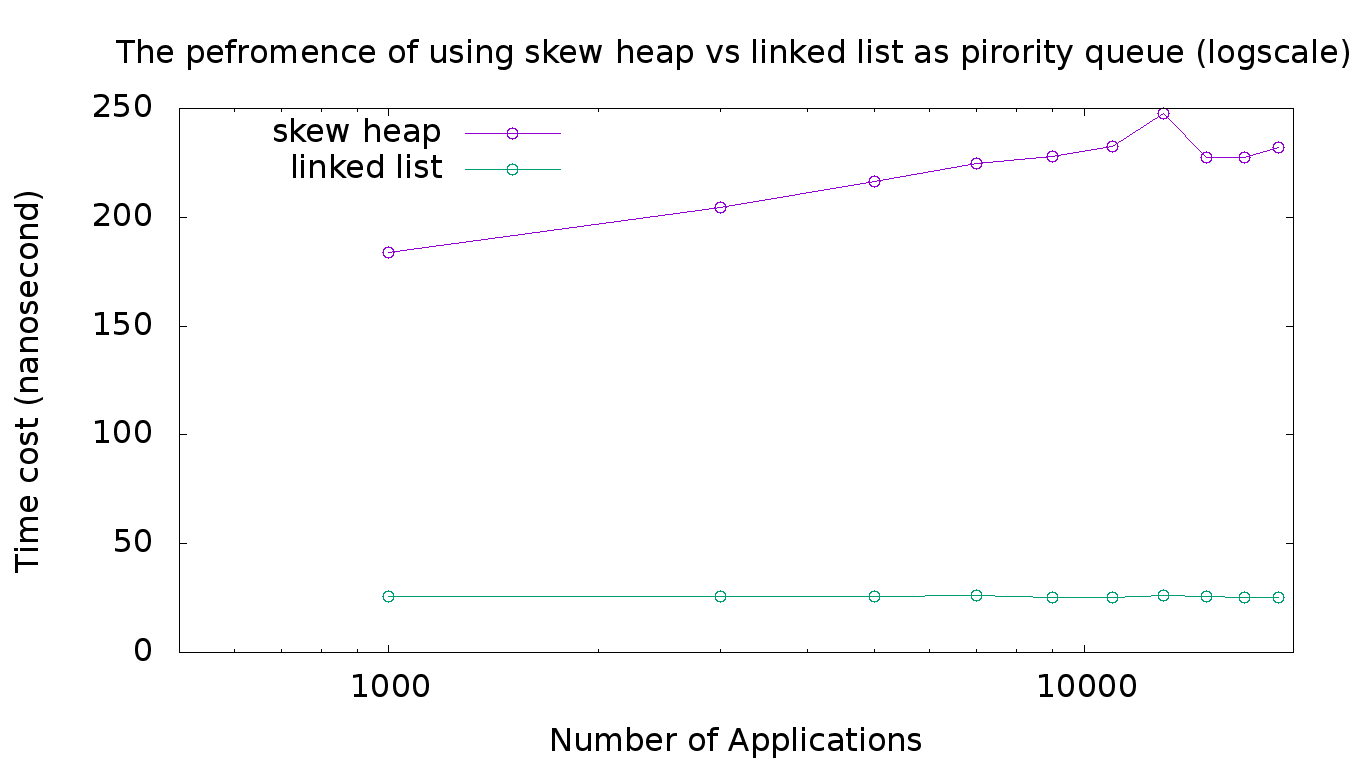 The pefromence of using skew heap vs linked list as pirority queue (logscale)
250
200
150
100
50
0
skew heap
linked list
Time cost (nanosecond)
1000
10000
Number of Applications